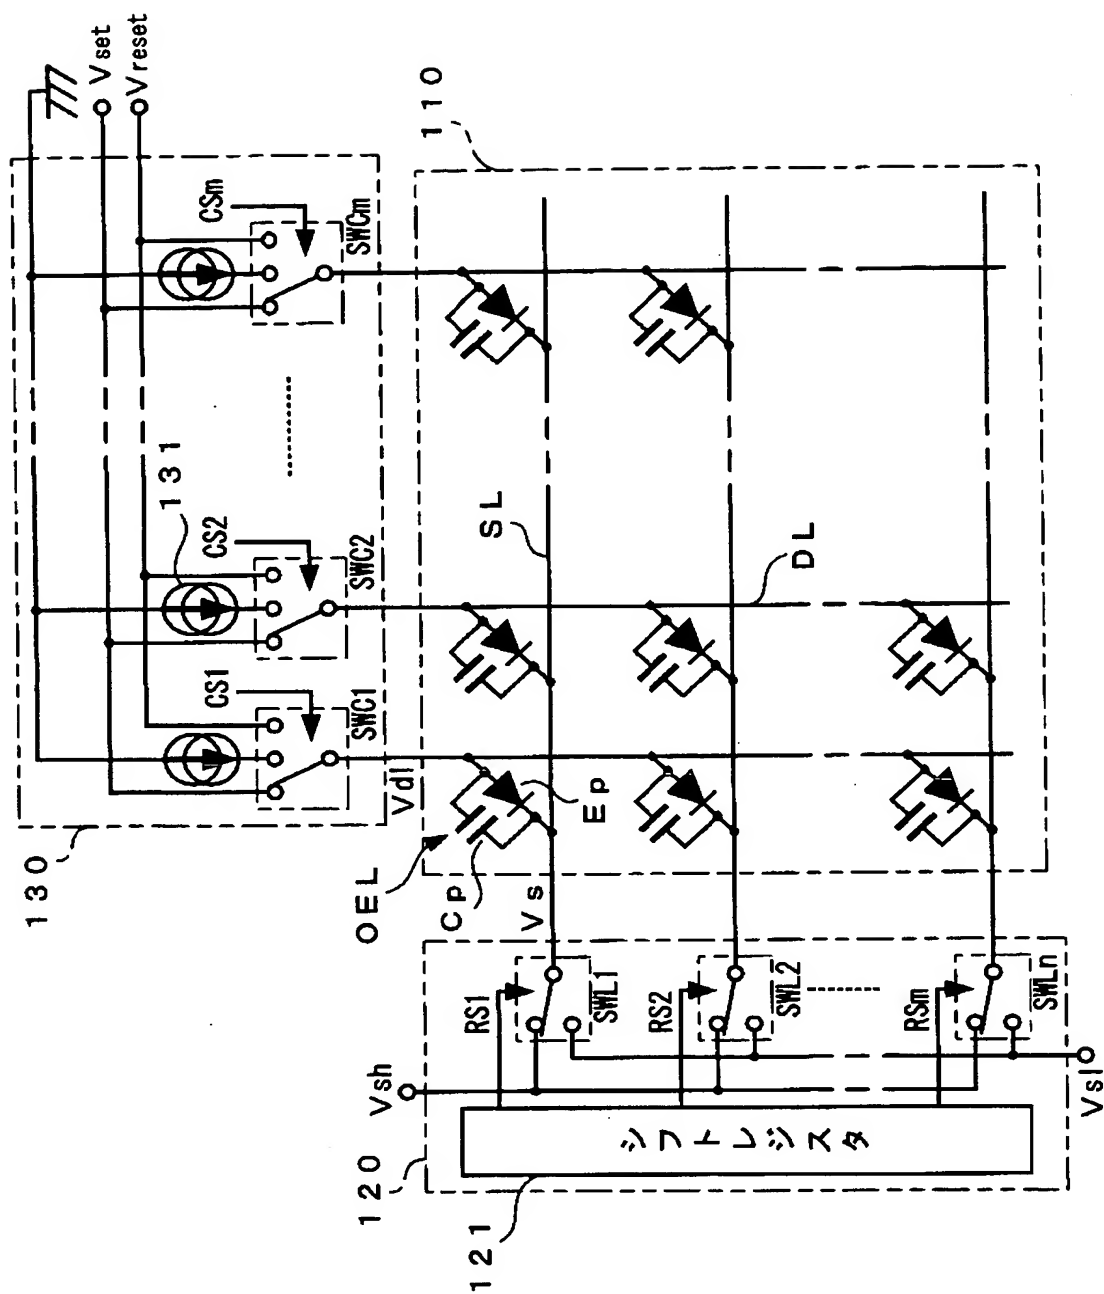 130
131
Vset
Vreset
CS1
CS2
CSm
SWC1
SWC2
SWCm
Vdl
110
OEL
Cp
Ep
SL
DL
Vs
120
121
Vsh
Vsl
RS1
RS2
RSm
SWL1
SWL2
SWLn
シフトレジスタ